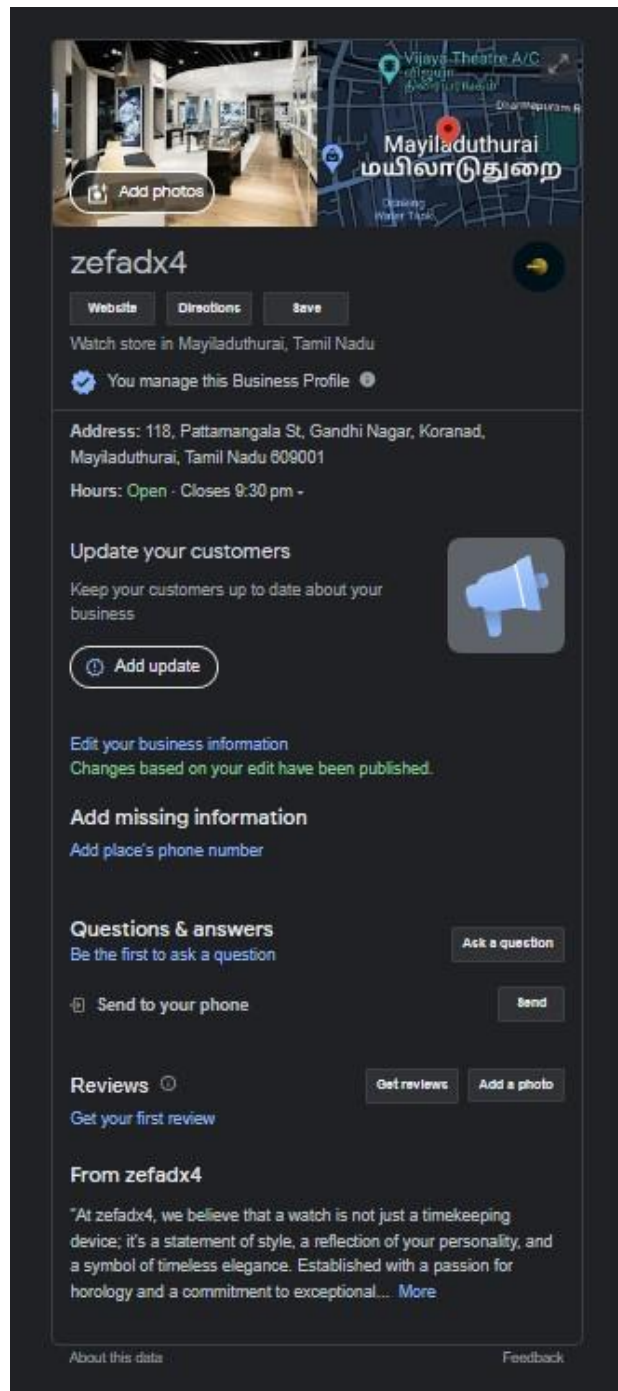 Vijaya Theatre A/C
விஜயா
Dharmapuram R
Mayiladuthurai
மயிலாடுதுறை
Drinking
Water Tank
Add photos
zefadx4
Website Directions Save
Watch store in Mayiladuthurai, Tamil Nadu
You manage this Business Profile
Address: 118, Pattamangala St, Gandhi Nagar, Koranad,
Mayiladuthurai, Tamil Nadu 609001
Hours: Open · Closes 9:30 pm
Update your customers
Keep your customers up to date about your
business
Add update
Edit your business information
Changes based on your edit have been published.
Add missing information
Add place's phone number
Questions & answers
Be the first to ask a question
Ask a question
Send to your phone
Send
Reviews
Get reviews Add a photo
Get your first review
From zefadx4
"At zefadx4, we believe that a watch is not just a timekeeping
device; it's a statement of style, a reflection of your personality, and
a symbol of timeless elegance. Established with a passion for
horology and a commitment to exceptional... More
About this data
Feedback